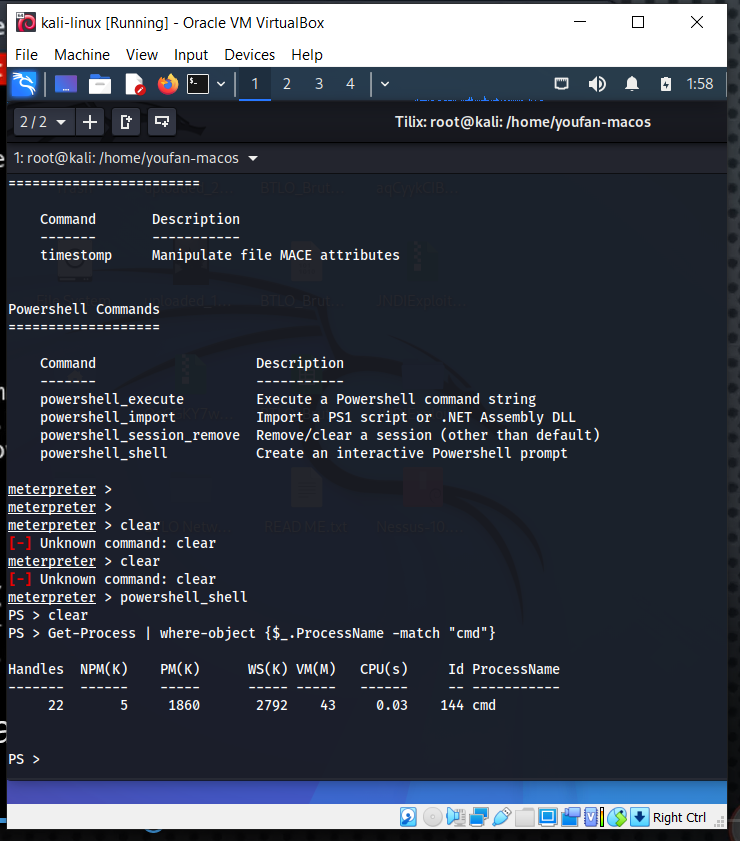 kali-linux [Running] - Oracle VM VirtualBox
File Machine View Input Devices Help
1 2 3 4 1:58
2 / 2 Tilix: root@kali: /home/youfan-macos
1: root@kali: /home/youfan-macos
========================
Command Description
------- -----------
timestomp Manipulate file MACE attributes
Powershell Commands
===================
Command Description
------- -----------
powershell_execute Execute a Powershell command string
powershell_import Import a PS1 script or .NET Assembly DLL
powershell_session_remove Remove/clear a session (other than default)
powershell_shell Create an interactive Powershell prompt
meterpreter >
meterpreter >
meterpreter > clear
[-] Unknown command: clear
meterpreter > clear
[-] Unknown command: clear
meterpreter > powershell_shell
PS > clear
PS > Get-Process | where-object {$_.ProcessName -match "cmd"}
Handles NPM(K) PM(K) WS(K) VM(M) CPU(s) Id ProcessName
------- ------ ----- ----- ----- ------ -- -----------
22 5 1860 2792 43 0.03 144 cmd
PS >
README.txt
Right Ctrl